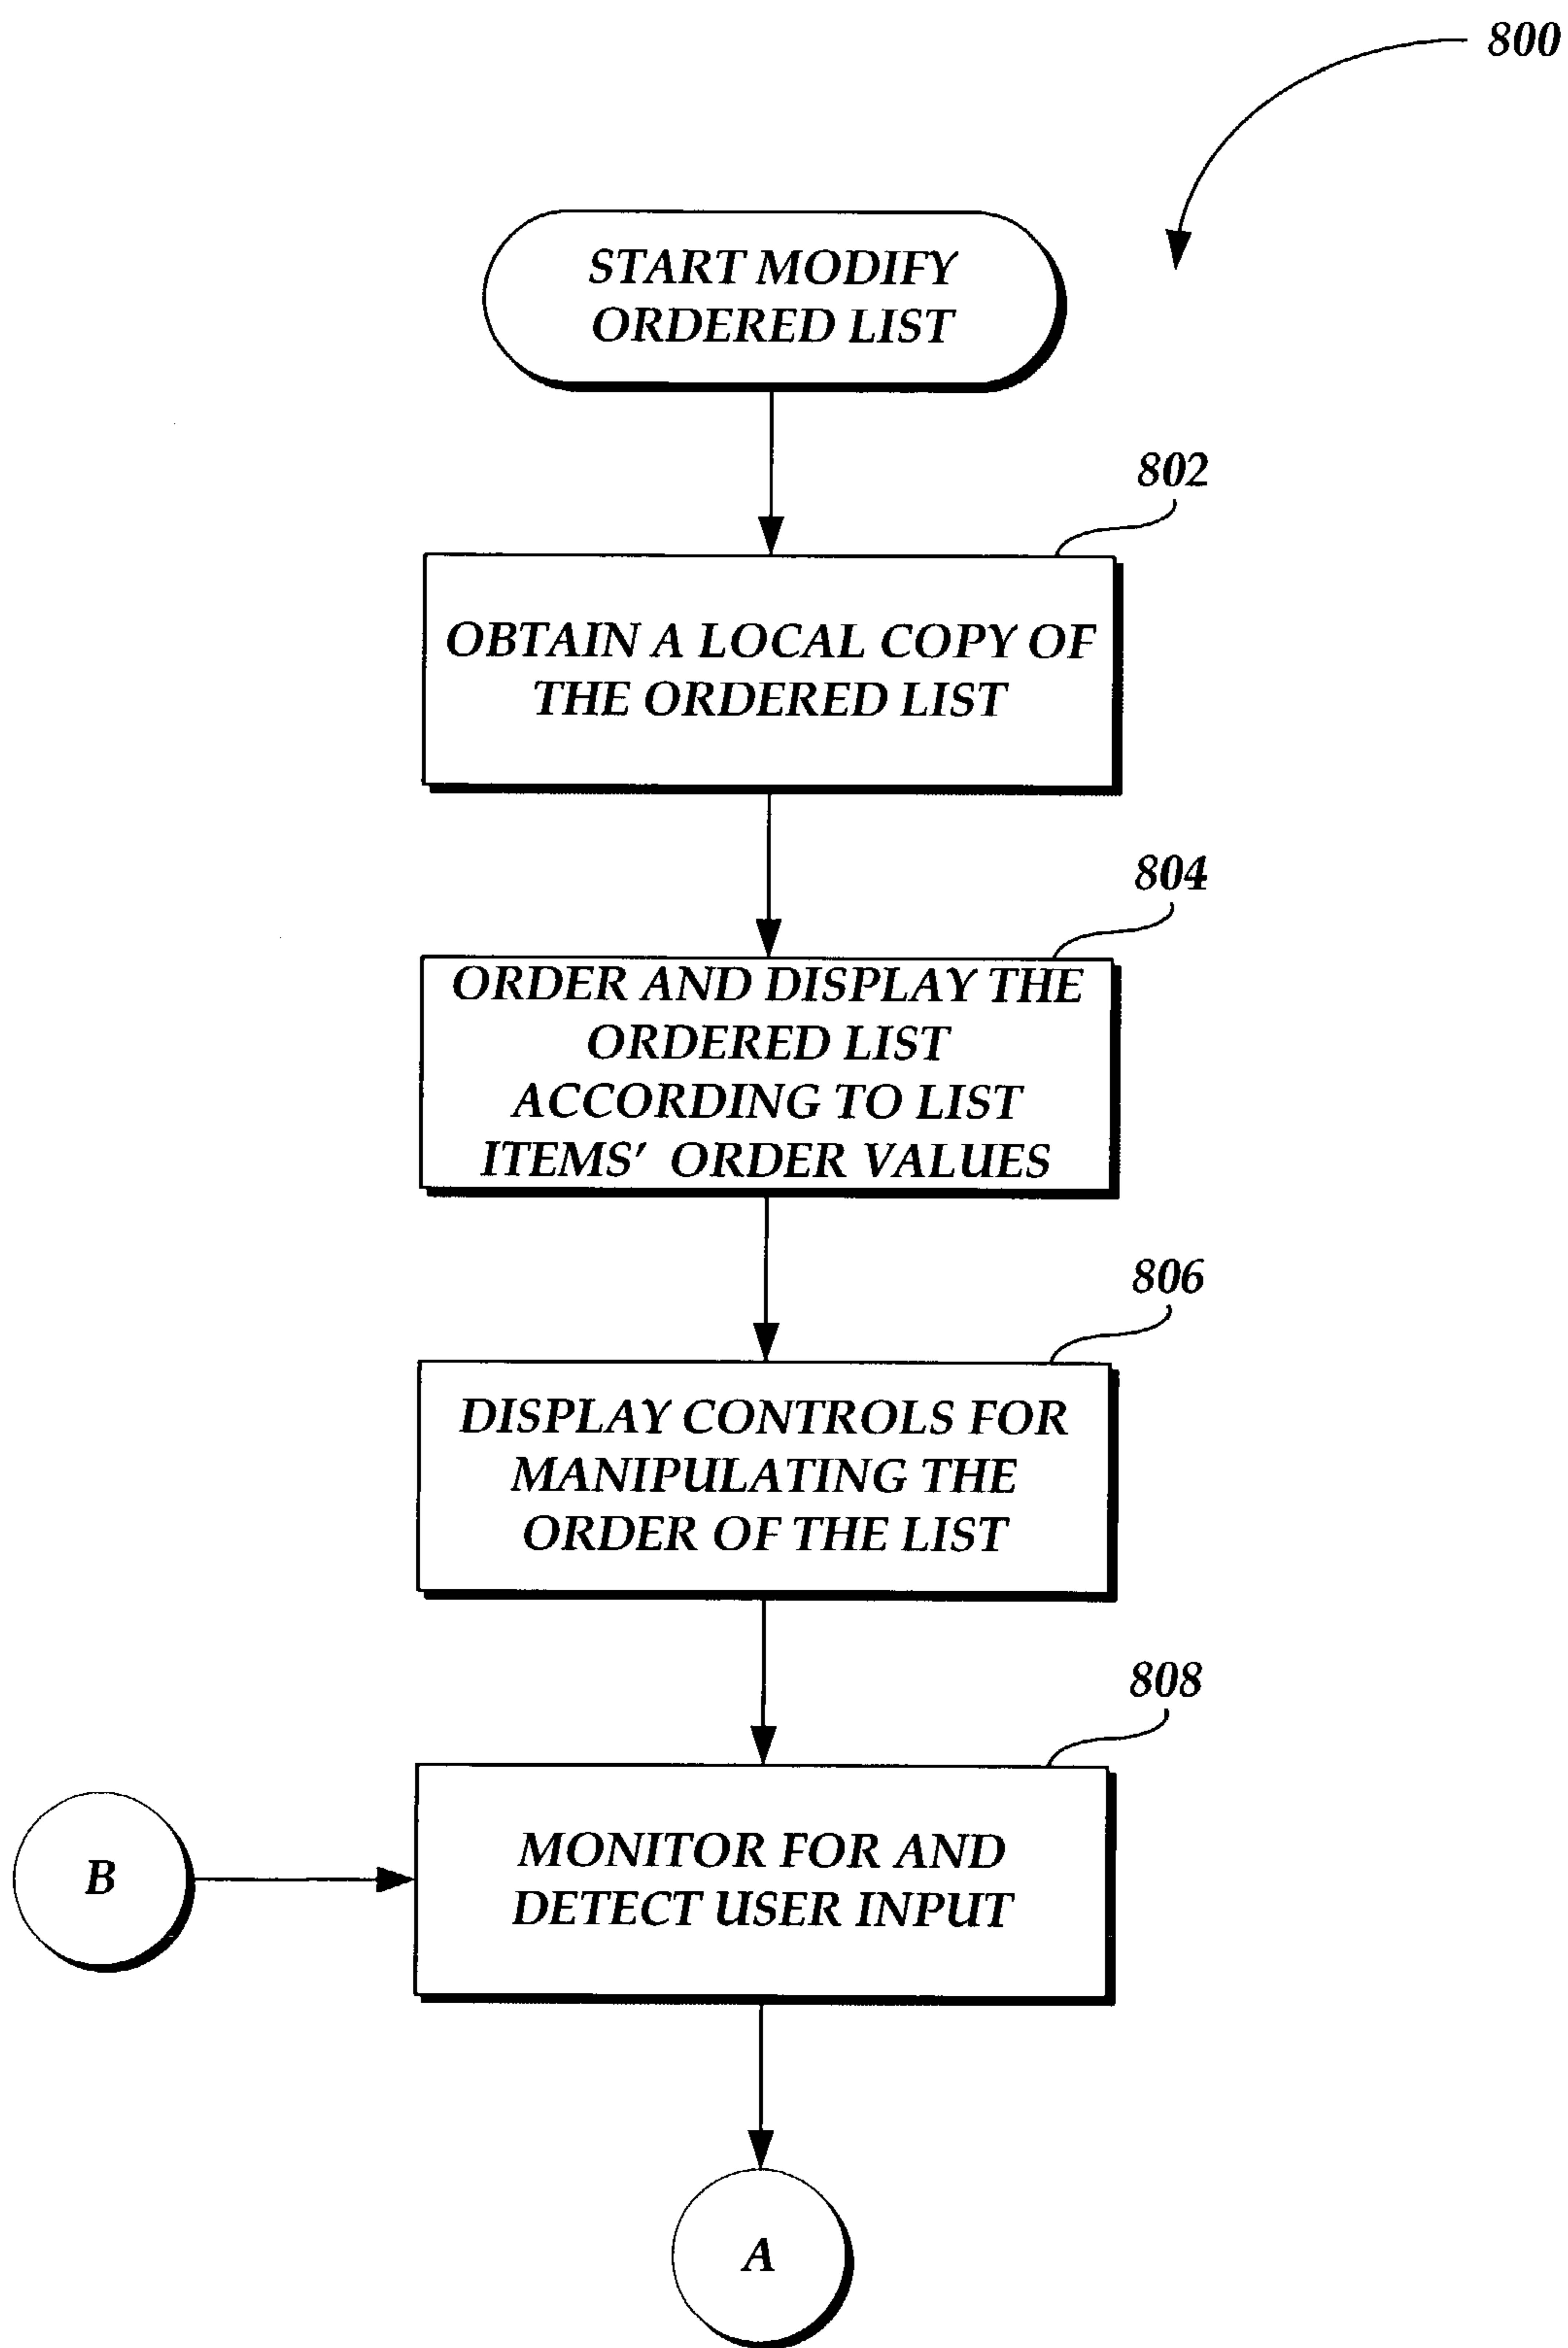 800
START MODIFY
ORDERED LIST
802
OBTAIN A LOCAL COPY OF
THE ORDERED LIST
804
ORDER AND DISPLAY THE
ORDERED LIST
ACCORDING TO LIST
ITEMS' ORDER VALUES
806
DISPLAY CONTROLS FOR
MANIPULATING THE
ORDER OF THE LIST
808
B
MONITOR FOR AND
DETECT USER INPUT
A